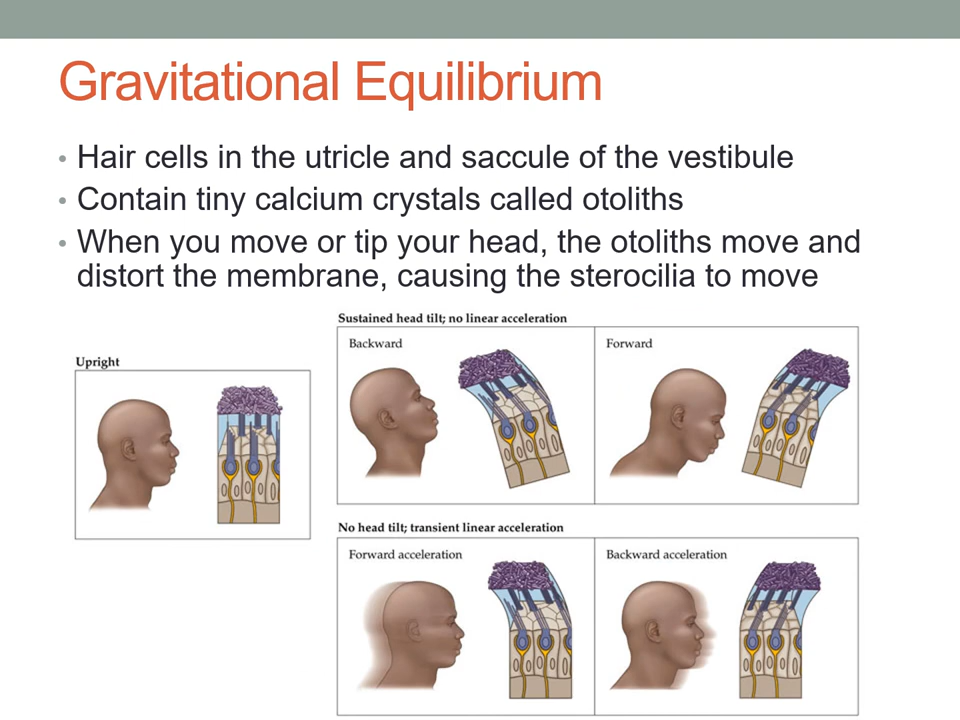 Gravitational Equilibrium
• Hair cells in the utricle and saccule of the vestibule
• Contain tiny calcium crystals called otoliths
• When you move or tip your head, the otoliths move and
distort the membrane, causing the sterocilia to move
Upright
Sustained head tilt; no linear acceleration
Backward
Forward
No head tilt; transient linear acceleration
Forward acceleration
Backward acceleration